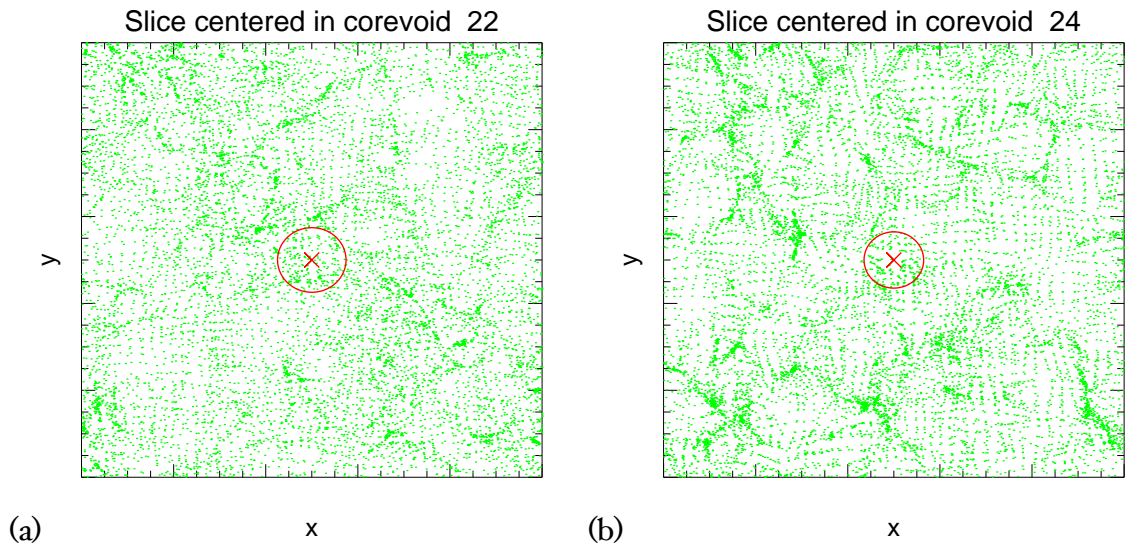 Slice centered in corevoid 22
y
x
(a)
Slice centered in corevoid 24
y
x
(b)